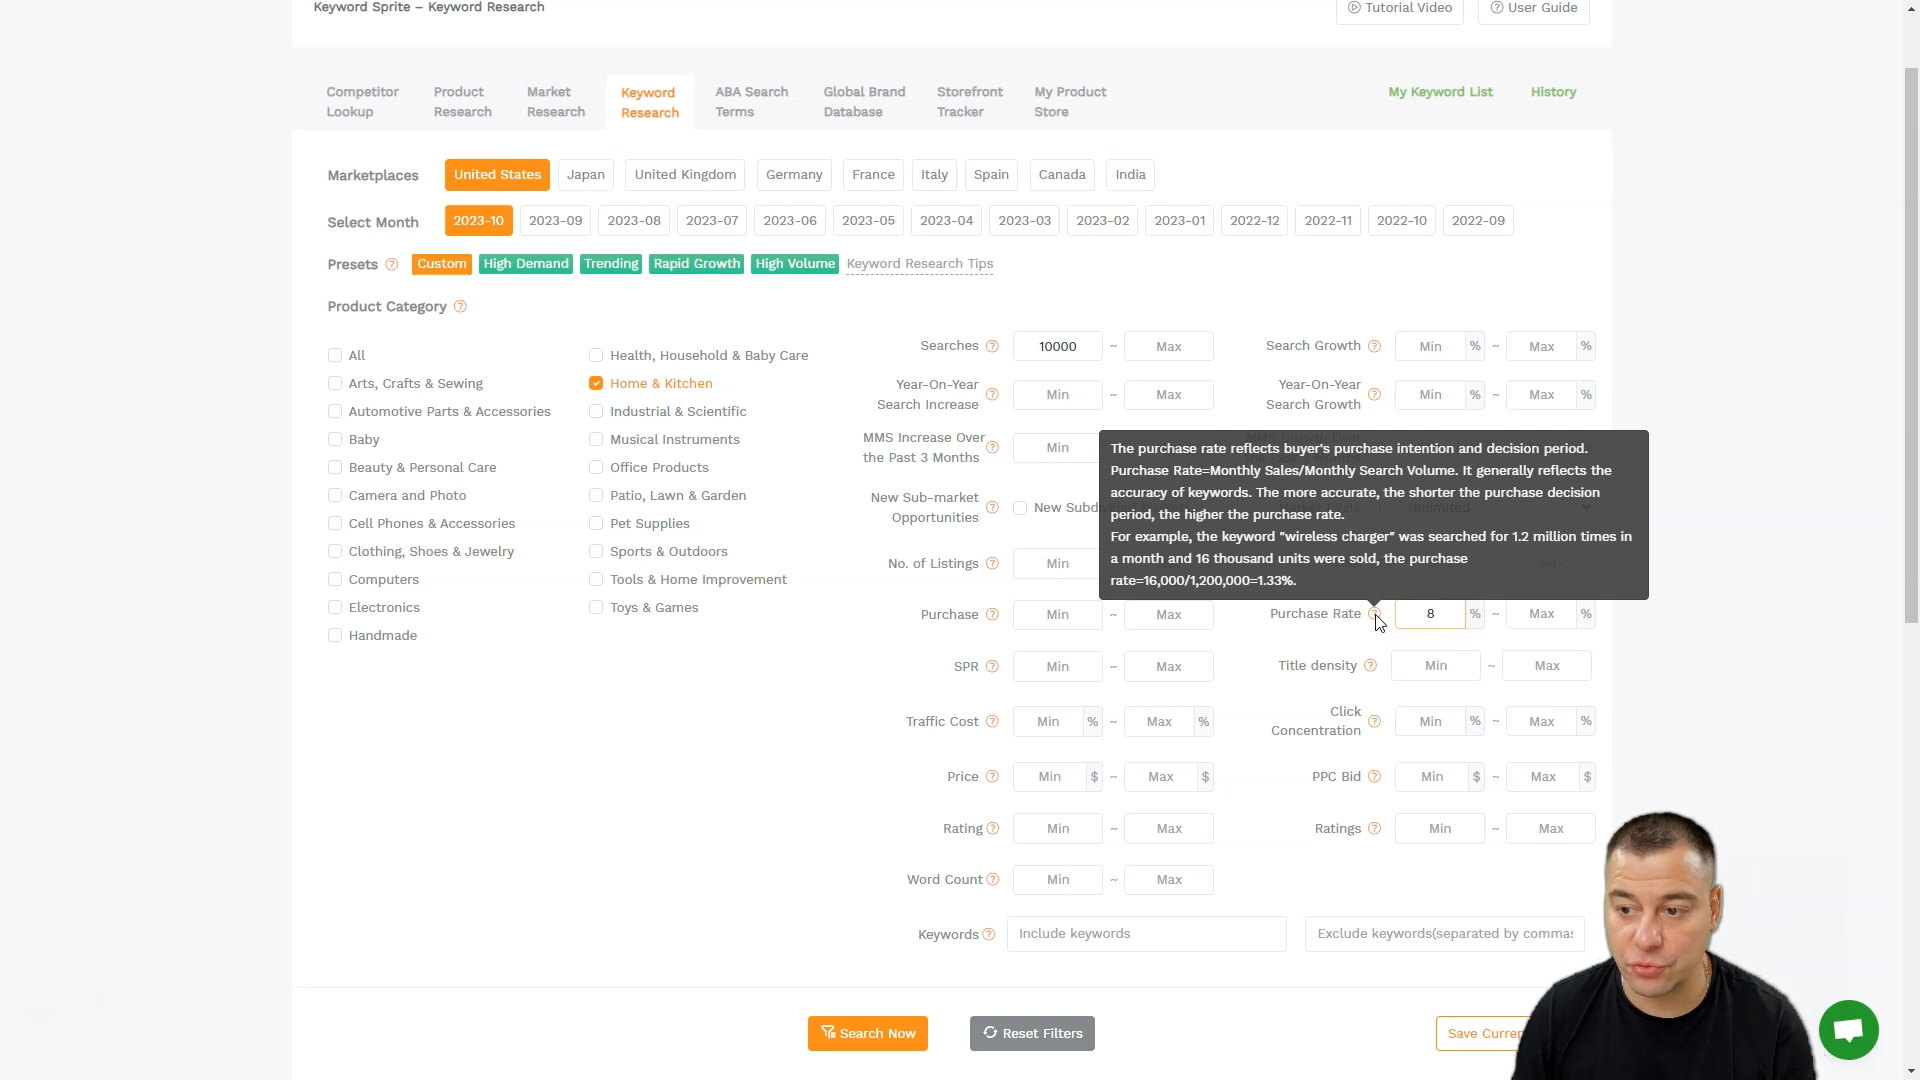 Keyword Sprite – Keyword Research
Tutorial Video
User Guide
Competitor Lookup
Product Research
Market Research
Keyword Research
ABA Search Terms
Global Brand Database
Storefront Tracker
My Product Store
My Keyword List
History
Marketplaces United States Japan United Kingdom Germany France Italy Spain Canada India
Select Month 2023-10 2023-09 2023-08 2023-07 2023-06 2023-05 2023-04 2023-03 2023-02 2023-01 2022-12 2022-11 2022-10 2022-09
Presets Custom High Demand Trending Rapid Growth High Volume Keyword Research Tips
Product Category
All
Arts, Crafts & Sewing
Automotive Parts & Accessories
Baby
Beauty & Personal Care
Camera and Photo
Cell Phones & Accessories
Clothing, Shoes & Jewelry
Computers
Electronics
Handmade
Health, Household & Baby Care
Home & Kitchen
Industrial & Scientific
Musical Instruments
Office Products
Patio, Lawn & Garden
Pet Supplies
Sports & Outdoors
Tools & Home Improvement
Toys & Games
Searches 10000 ~ Max
Search Growth Min % ~ Max %
Year-On-Year
Search Increase Min ~ Max
Year-On-Year
Search Growth Min % ~ Max %
MMS Increase Over
the Past 3 Months Min
New Sub-market
Opportunities New Subd
The purchase rate reflects buyer's purchase intention and decision period.
Purchase Rate=Monthly Sales/Monthly Search Volume. It generally reflects the
accuracy of keywords. The more accurate, the shorter the purchase decision
period, the higher the purchase rate.
For example, the keyword "wireless charger" was searched for 1.2 million times in
a month and 16 thousand units were sold, the purchase
rate=16,000/1,200,000=1.33%.
No. of Listings Min
Purchase Min ~ Max
Purchase Rate 8 % ~ Max %
SPR Min ~ Max
Title density Min ~ Max
Traffic Cost Min % ~ Max %
Click
Concentration Min % ~ Max %
Price Min $ ~ Max $
PPC Bid Min $ ~ Max $
Rating Min ~ Max
Ratings Min ~ Max
Word Count Min ~ Max
Keywords Include keywords
Exclude keywords(separated by commas
Search Now
Reset Filters
Save Curren